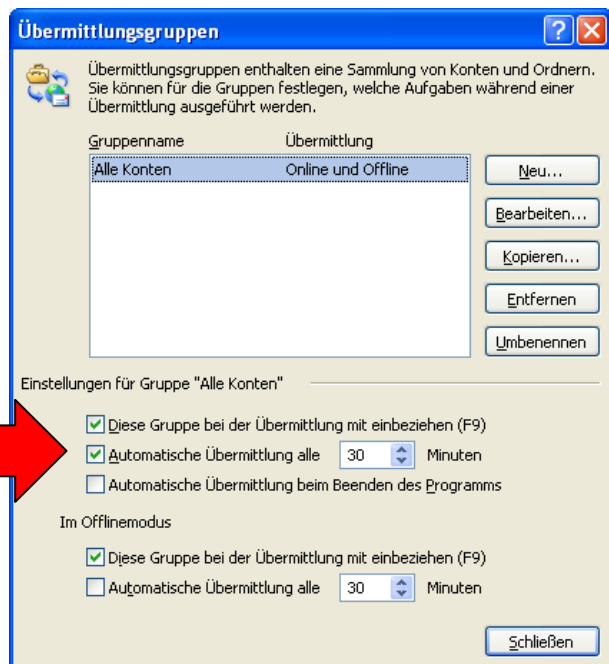 Übermittlungsgruppen
Übermittlungsgruppen enthalten eine Sammlung von Konten und Ordnern.
Sie können für die Gruppen festlegen, welche Aufgaben während einer
Übermittlung ausgeführt werden.
Gruppenname Übermittlung
Alle Konten Online und Offline
Neu...
Bearbeiten...
Kopieren...
Entfernen
Umbenennen
Einstellungen für Gruppe "Alle Konten"
Diese Gruppe bei der Übermittlung mit einbeziehen (F9)
Automatische Übermittlung alle 30 Minuten
Automatische Übermittlung beim Beenden des Programms
Im Offlinemodus
Diese Gruppe bei der Übermittlung mit einbeziehen (F9)
Automatische Übermittlung alle 30 Minuten
Schließen